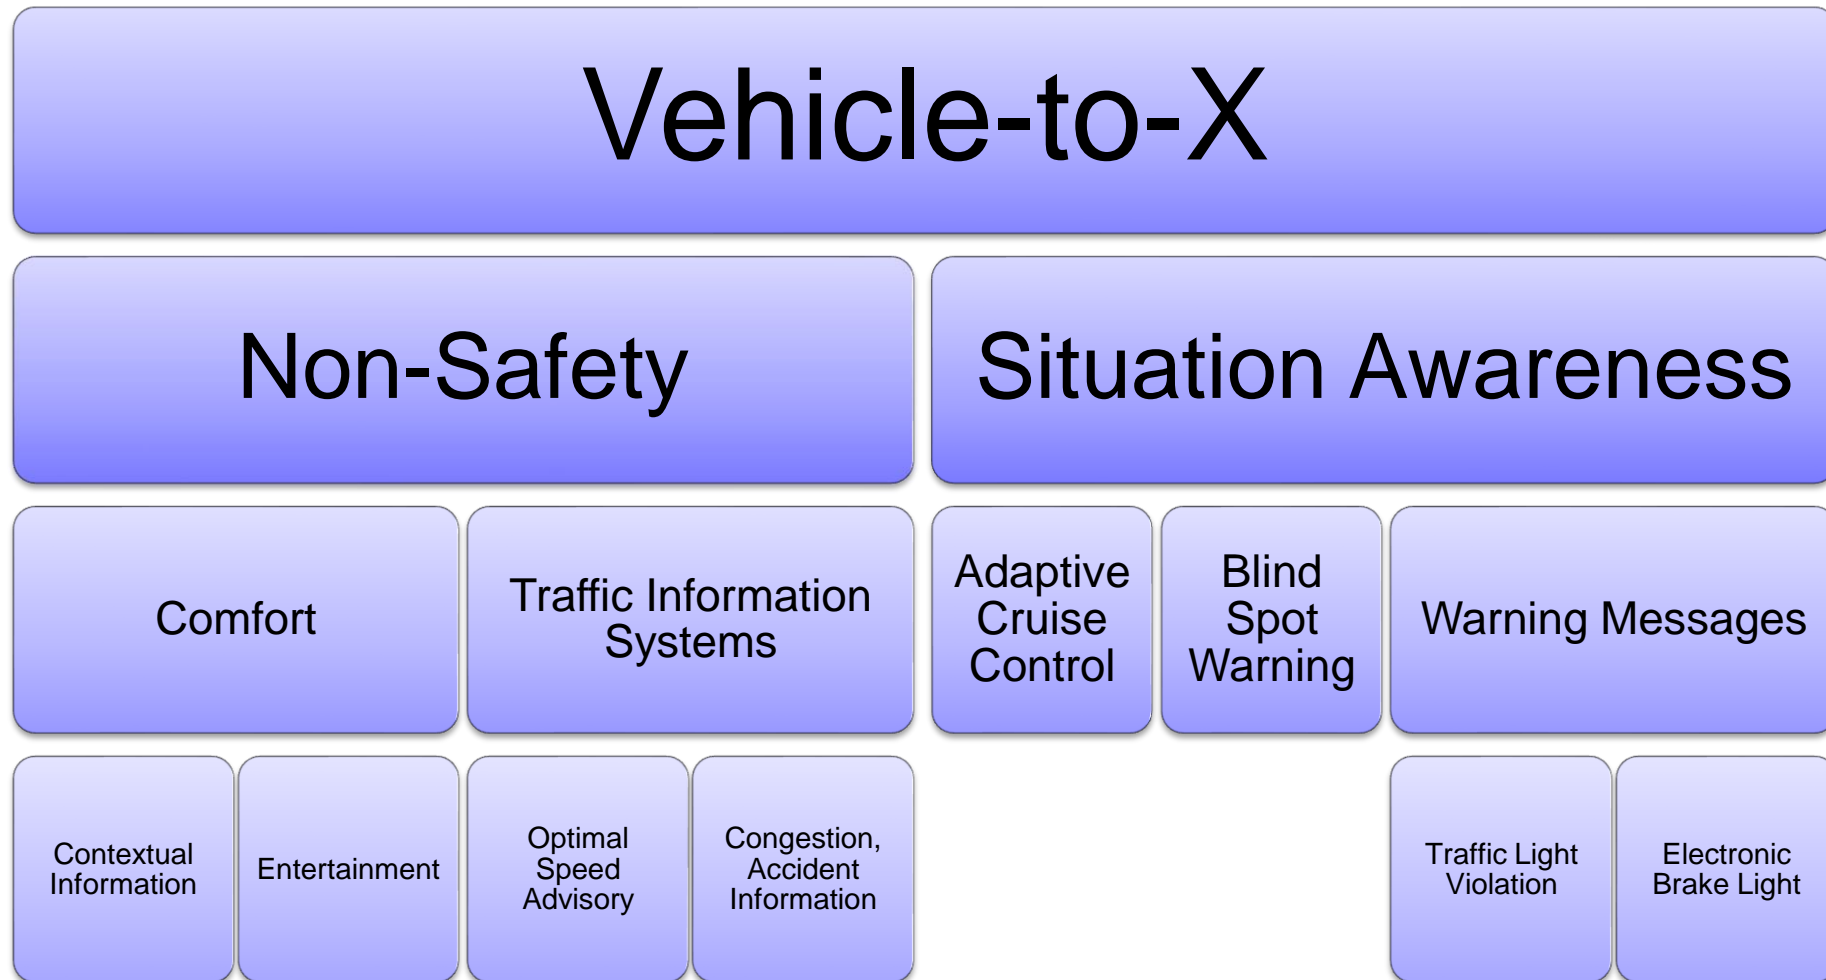 Vehicle-to-X
Non-Safety
Situation Awareness
Comfort
Traffic Information
Systems
Adaptive
Cruise
Control
Blind
Spot
Warning
Warning Messages
Contextual
Information
Entertainment
Optimal
Speed
Advisory
Congestion,
Accident
Information
Traffic Light
Violation
Electronic
Brake Light